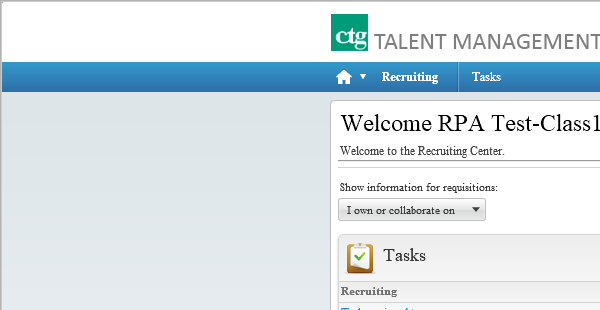 ctg TALENT MANAGEMENT
Recruiting Tasks
Welcome RPA Test-Class1
Welcome to the Recruiting Center.
Show information for requisitions:
I own or collaborate on
Tasks
Recruiting